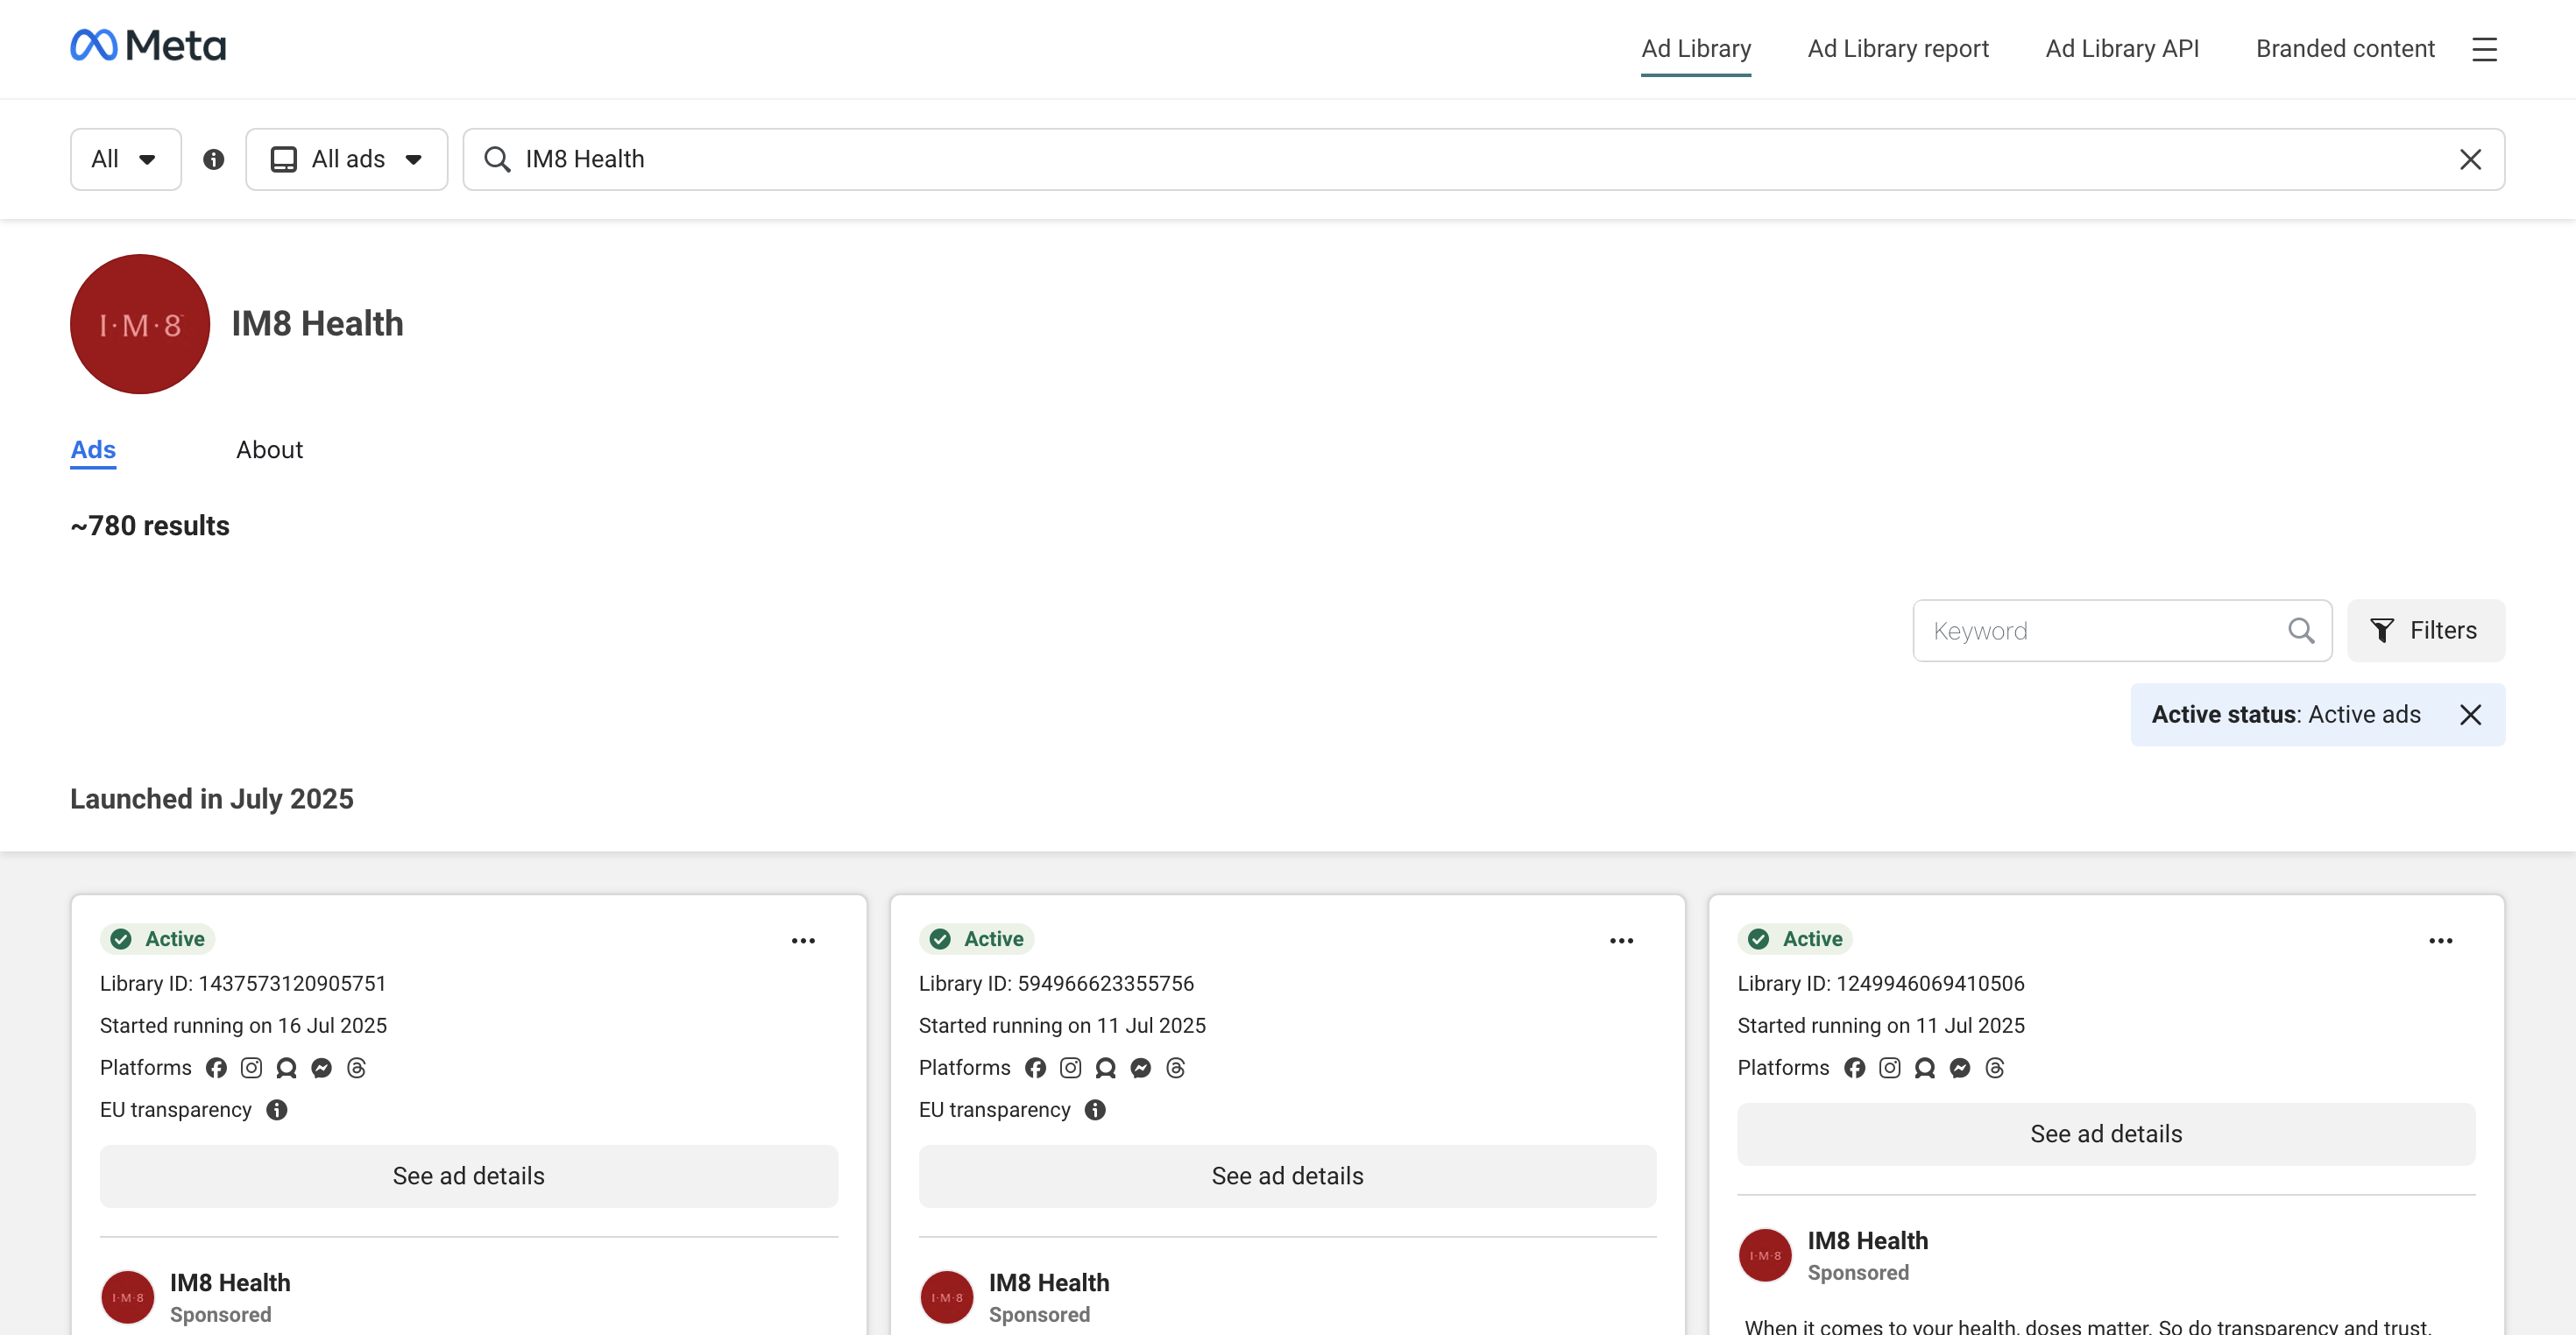 Meta
Ad Library
Ad Library report
Ad Library API
Branded content
All
All ads
IM8 Health
I·M·8
IM8 Health
Ads
About
~780 results
Keyword
Filters
Active status: Active ads
Launched in July 2025
Active
Library ID: 1437573120905751
Started running on 16 Jul 2025
Platforms
EU transparency
See ad details
I·M·8
IM8 Health
Sponsored
Active
Library ID: 594966623355756
Started running on 11 Jul 2025
Platforms
EU transparency
See ad details
I·M·8
IM8 Health
Sponsored
Active
Library ID: 1249946069410506
Started running on 11 Jul 2025
Platforms
See ad details
I·M·8
IM8 Health
Sponsored
When it comes to your health, doses matter. So do transparency and trust.